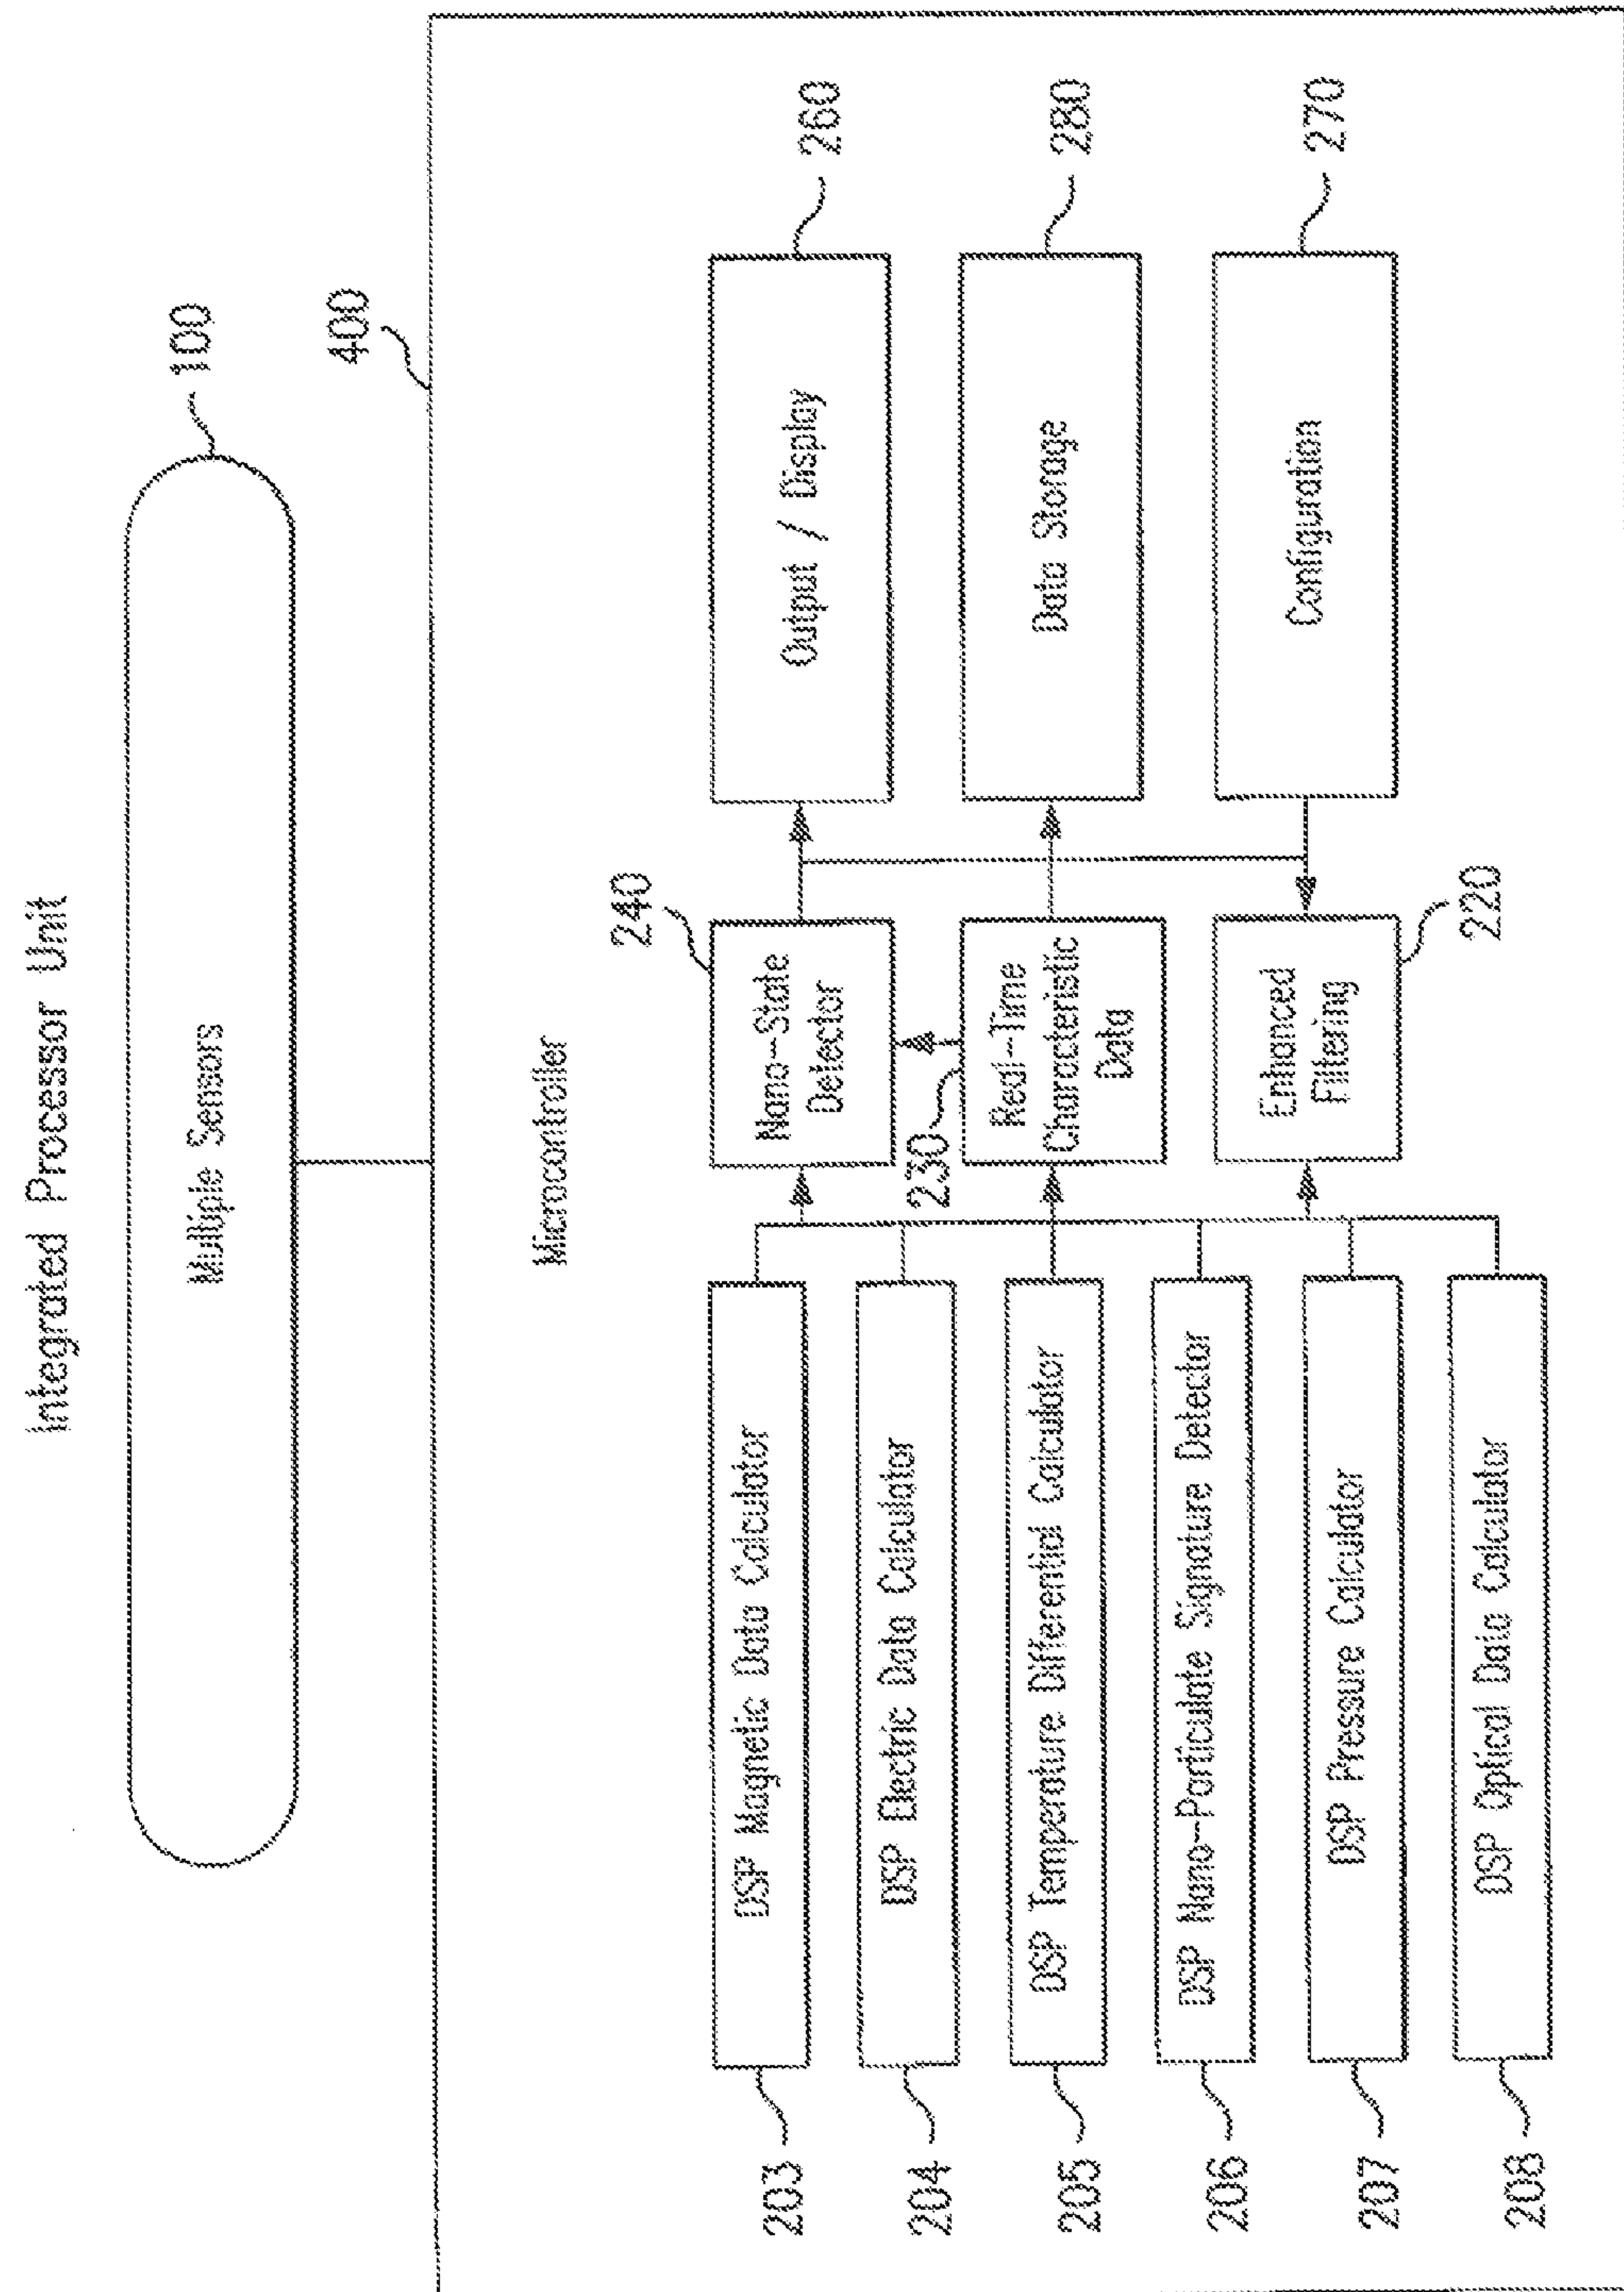 Integrated Processor Unit
Multiple Sensors
100
400
Microcontroller
203
DSP Magnetic Data Calculator
204
DSP Electric Data Calculator
205
DSP Temperature Differential Calculator
206
DSP Nano-Particulate Signature Detector
207
DSP Pressure Calculator
208
DSP Optical Data Calculator
240
Nano-State
Detector
230
Real-Time
Characteristic
Data
Enhanced
Filtering
220
Output / Display
260
Data Storage
280
Configuration
270